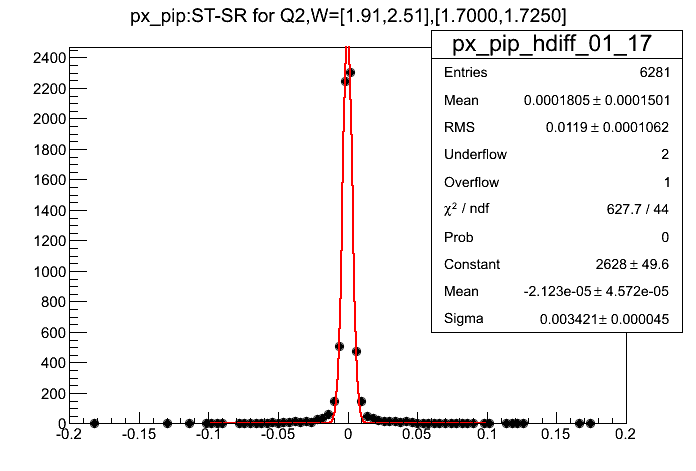 px_pip:ST-SR for Q2,W=[1.91,2.51],[1.7000,1.7250]
px_pip_hdiff_01_17
Entries 6281
Mean 0.0001805 ± 0.0001501
RMS 0.0119 ± 0.0001062
Underflow 2
Overflow 1
χ² / ndf 627.7 / 44
Prob 0
Constant 2628 ± 49.6
Mean -2.123e-05 ± 4.572e-05
Sigma 0.003421 ± 0.000045
2400
2200
2000
1800
1600
1400
1200
1000
800
600
400
200
0
-0.2 -0.15 -0.1 -0.05 0 0.05 0.1 0.15 0.2